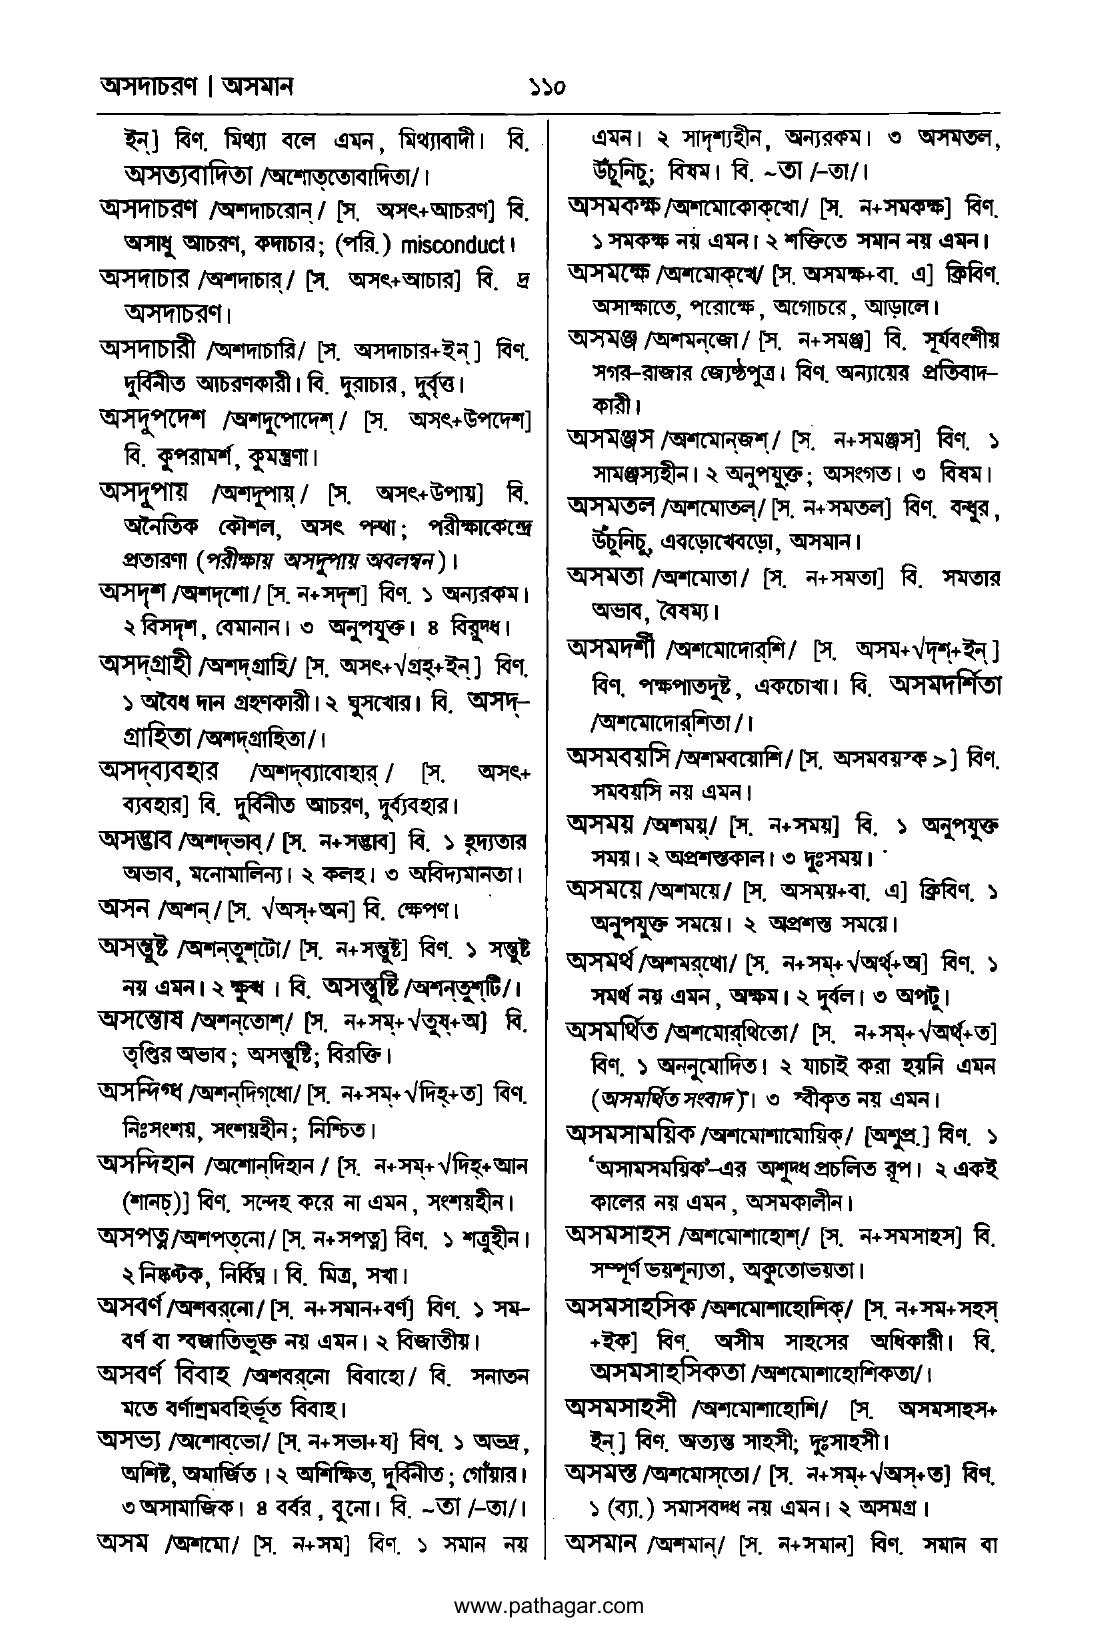 অসদাচরণ | অসমান
১১০
ইন্] বিণ. মিথ্যা বলে এমন, মিথ্যাবাদী। বি.
অসত্যবাদিতা /অশোত্‌তোবাদিতা/।
অসদাচরণ /অশদাচরোন্/ [স. অসৎ+আচরণ] বি.
অসাধু আচরণ, কদাচার; (পরি.) misconduct।
অসদাচার /অশদাচার্/ [স. অসৎ+আচার] বি. দ্র
অসদাচরণ।
অসদাচারী /অশদাচারি/ [স. অসদাচার+ইন্] বিণ.
দুর্বিনীত আচরণকারী। বি. দুরাচার, দুর্বৃত্ত।
অসদুপদেশ /অশদুপোদেশ্/ [স. অসৎ+উপদেশ]
বি. কুপরামর্শ, কুমন্ত্রণা।
অসদুপায় /অশদুপায়্/ [স. অসৎ+উপায়] বি.
অনৈতিক কৌশল, অসৎ পন্থা; পরীক্ষাকেন্দ্রে
প্রতারণা (পরীক্ষায় অসদুপায় অবলম্বন)।
অসদৃশ /অশদৃশো/ [স. ন+সদৃশ] বিণ. ১ অন্যরকম।
২ বিসদৃশ, বেমানান। ৩ অনুপযুক্ত। ৪ বিরুদ্ধ।
অসদ্‌গ্রাহী /অশদ্‌গ্রাহি/ [স. অসৎ+√গ্রহ্+ইন্] বিণ.
১ অবৈধ দান গ্রহণকারী। ২ ঘুসখোর। বি. অসদ্‌-
গ্রাহিতা /অশদ্‌গ্রাহিতা/।
অসদ্‌ব্যবহার /অশদ্‌ব্যাবোহার্/ [স. অসৎ+
ব্যবহার] বি. দুর্বিনীত আচরণ, দুর্ব্যবহার।
অসদ্ভাব /অশদ্‌ভাব্/ [স. ন+সদ্ভাব] বি. ১ হৃদ্যতার
অভাব, মনোমালিন্য। ২ কলহ। ৩ অবিদ্যমানতা।
অসন /অশন্/ [স. √অস্+অন] বি. ক্ষেপণ।
অসন্তুষ্ট /অশন্‌তুশ্‌টো/ [স. ন+সন্তুষ্ট] বিণ. ১ সন্তুষ্ট
নয় এমন। ২ ক্ষুব্ধ । বি. অসন্তুষ্টি /অশন্‌তুশ্‌টি/।
অসন্তোষ /অশন্‌তোশ্/ [স. ন+সম্+√তুষ্+অ] বি.
তৃপ্তির অভাব; অসন্তুষ্টি; বিরক্তি।
অসন্দিগ্ধ /অশন্‌দিগ্‌ধো/ [স. ন+সম্+√দিহ্+ত] বিণ.
নিঃসংশয়, সংশয়হীন; নিশ্চিত।
অসন্দিহান /অশোন্‌দিহান/ [স. ন+সম্+√দিহ্+আন
(শানচ্)] বিণ. সন্দেহ করে না এমন, সংশয়হীন।
অসপত্ন/অশপত্‌নো/ [স. ন+সপত্ন] বিণ. ১ শত্রুহীন।
২ নিষ্কণ্টক, নির্বিঘ্ন। বি. মিত্র, সখা।
অসবর্ণ /অশবর্‌নো/ [স. ন+সমান+বর্ণ] বিণ. ১ সম-
বর্ণ বা স্বজাতিভুক্ত নয় এমন। ২ বিজাতীয়।
অসবর্ণ বিবাহ /অশবর্‌নো বিবাহো/ বি. সনাতন
মতে বর্ণাশ্রমবহির্ভূত বিবাহ।
অসভ্য /অশোব্‌ভো/ [স. ন+সভা+য] বিণ. ১ অভদ্র,
অশিষ্ট, অমার্জিত। ২ অশিক্ষিত, দুর্বিনীত; গোঁয়ার।
৩ অসামাজিক। ৪ বর্বর, বুনো। বি. ~তা /–তা/।
অসম /অশমো/ [স. ন+সম] বিণ. ১ সমান নয়
এমন। ২ সাদৃশ্যহীন, অন্যরকম। ৩ অসমতল,
উঁচুনিচু; বিষম। বি. ~তা /–তা/।
অসমকক্ষ/অশমোকোক্‌খো/ [স. ন+সমকক্ষ] বিণ.
১ সমকক্ষ নয় এমন। ২ শক্তিতে সমান নয় এমন।
অসমক্ষে /অশমোক্‌খে/ [স. অসমক্ষ+বা. এ] ক্রিবিণ.
অসাক্ষাতে, পরোক্ষে, অগোচরে, আড়ালে।
অসমঞ্জ /অশমন্‌জো/ [স. ন+সমঞ্জ] বি. সূর্যবংশীয়
সগর-রাজার জ্যেষ্ঠপুত্র। বিণ. অন্যায়ের প্রতিবাদ-
কারী।
অসমঞ্জস /অশমোন্‌জশ্/ [স. ন+সমঞ্জস] বিণ. ১
সামঞ্জস্যহীন। ২ অনুপযুক্ত; অসংগত। ৩ বিষম।
অসমতল /অশমোতল্/ [স. ন+সমতল] বিণ. বন্ধুর,
উঁচুনিচু, এবড়োখেবড়ো, অসমান।
অসমতা /অশমোতা/ [স. ন+সমতা] বি. সমতার
অভাব, বৈষম্য।
অসমদর্শী /অশমোদোর্‌শি/ [স. অসম+√দৃশ্+ইন্]
বিণ. পক্ষপাতদুষ্ট, একচোখা। বি. অসমদর্শিতা
/অশমোদোর্‌শিতা/।
অসমবয়সি /অশমবয়োশি/ [স. অসমবয়স্ক >] বিণ.
সমবয়সি নয় এমন।
অসময় /অশময়্/ [স. ন+সময়] বি. ১ অনুপযুক্ত
সময়। ২ অপ্রশস্তকাল। ৩ দুঃসময়।
অসময়ে /অশময়ে/ [স. অসময়+বা. এ] ক্রিবিণ. ১
অনুপযুক্ত সময়ে। ২ অপ্রশস্ত সময়ে।
অসমর্থ /অশমর্‌থো/ [স. ন+সম্+√অর্থ্+অ] বিণ. ১
সমর্থ নয় এমন, অক্ষম। ২ দুর্বল। ৩ অপটু।
অসমর্থিত /অশমোর্‌থিতো/ [স. ন+সম্+√অর্থ্+ত]
বিণ. ১ অননুমোদিত। ২ যাচাই করা হয়নি এমন
(অসমর্থিত সংবাদ)। ৩ স্বীকৃত নয় এমন।
অসমসাময়িক /অশমোশামোয়িক্/ [অশুপ্র.] বিণ. ১
‘অসামসময়িক’-এর অশুদ্ধ প্রচলিত রূপ। ২ একই
কালের নয় এমন, অসমকালীন।
অসমসাহস /অশমোশাহোশ্/ [স. ন+সমসাহস] বি.
সম্পূর্ণ ভয়শূন্যতা, অকুতোভয়তা।
অসমসাহসিক /অশমোশাহোশিক্/ [স. ন+সম+সহস্
+ইক] বিণ. অসীম সাহসের অধিকারী। বি.
অসমসাহসিকতা /অশমোশাহোশিকতা/।
অসমসাহসী /অশমোশাহোশি/ [স. অসমসাহস+
ইন্] বিণ. অত্যন্ত সাহসী; দুঃসাহসী।
অসমস্ত /অশমোস্‌তো/ [স. ন+সম্+√অস্+ত] বিণ.
১ (ব্যা.) সমাসবদ্ধ নয় এমন। ২ অসমগ্র।
অসমান /অশমান্/ [স. ন+সমান] বিণ. সমান বা
www.pathagar.com